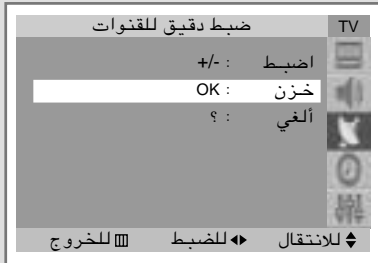 TV ضبط دقيق للقنوات
اضبط : +/-
خزن : OK
ألغي : ؟
للانتقال للضبط للخروج